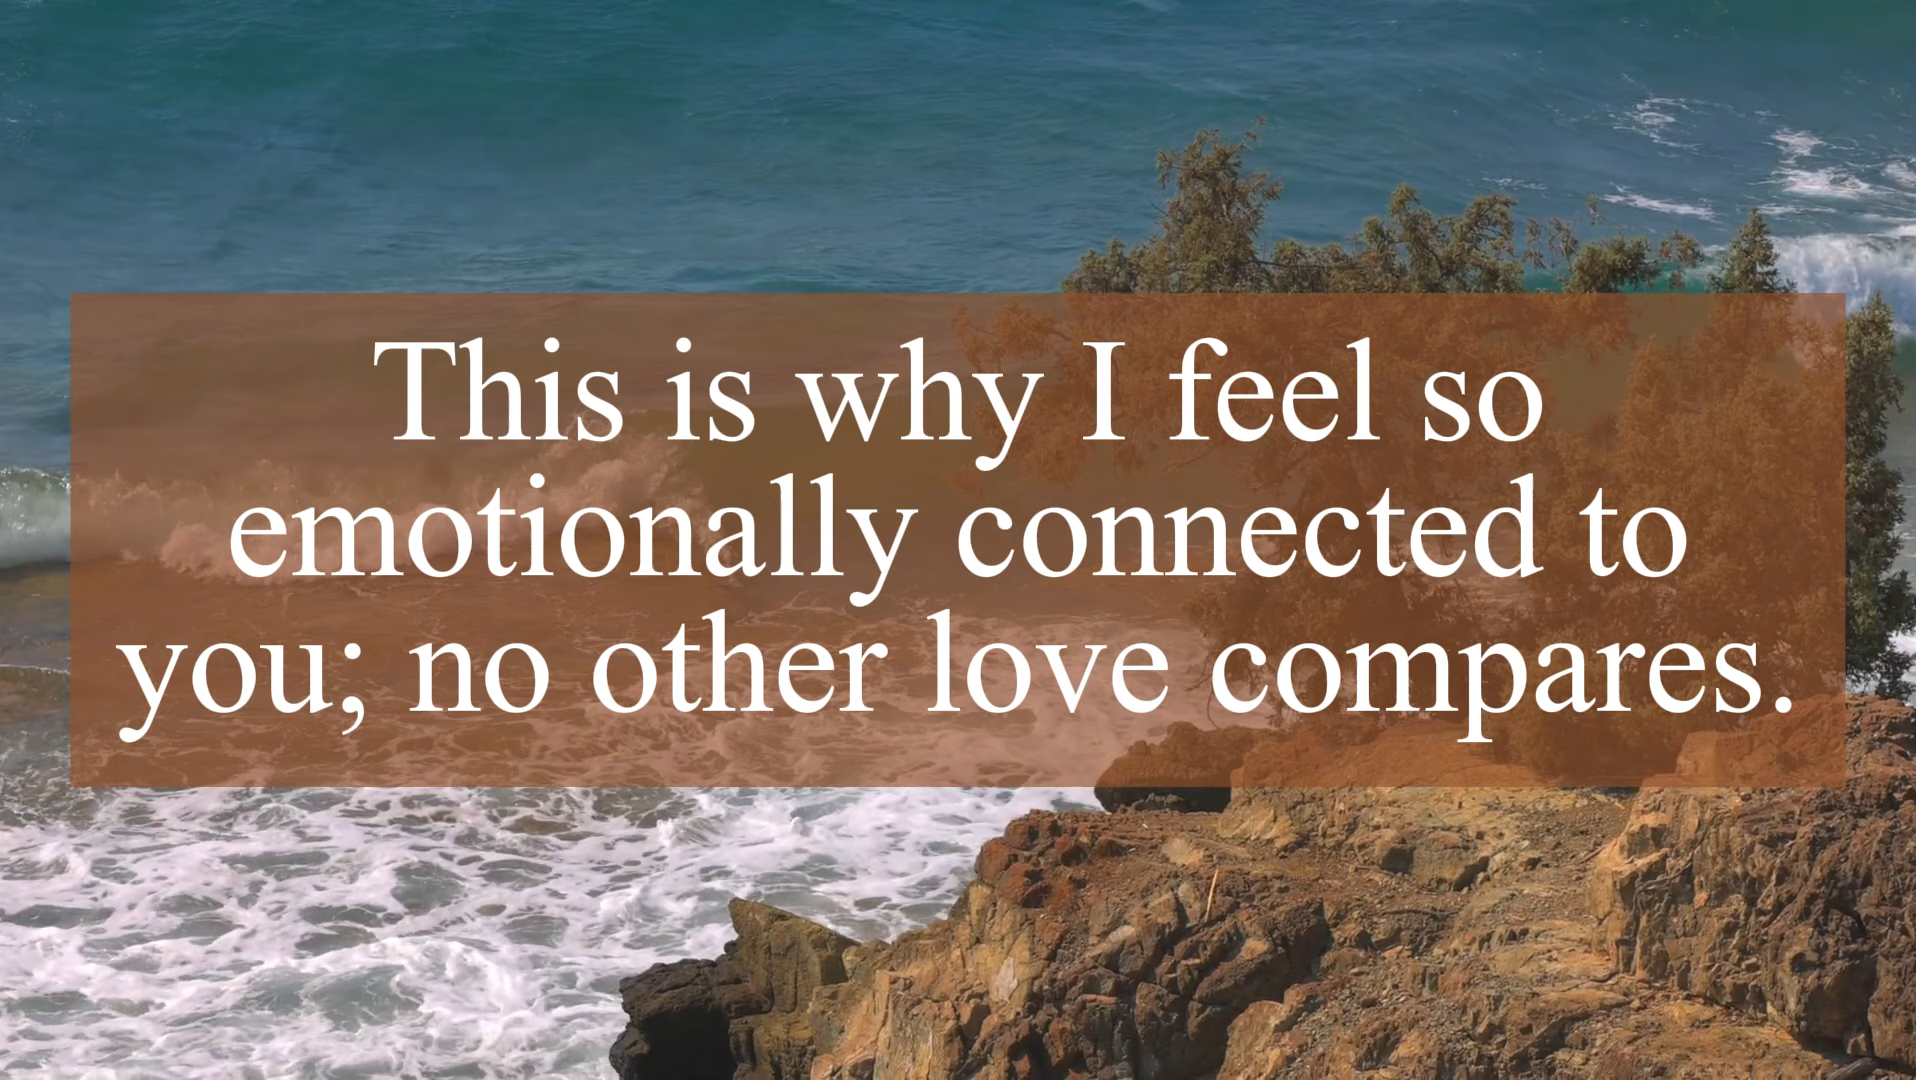 This is why I feel so
emotionally connected to
you; no other love compares.